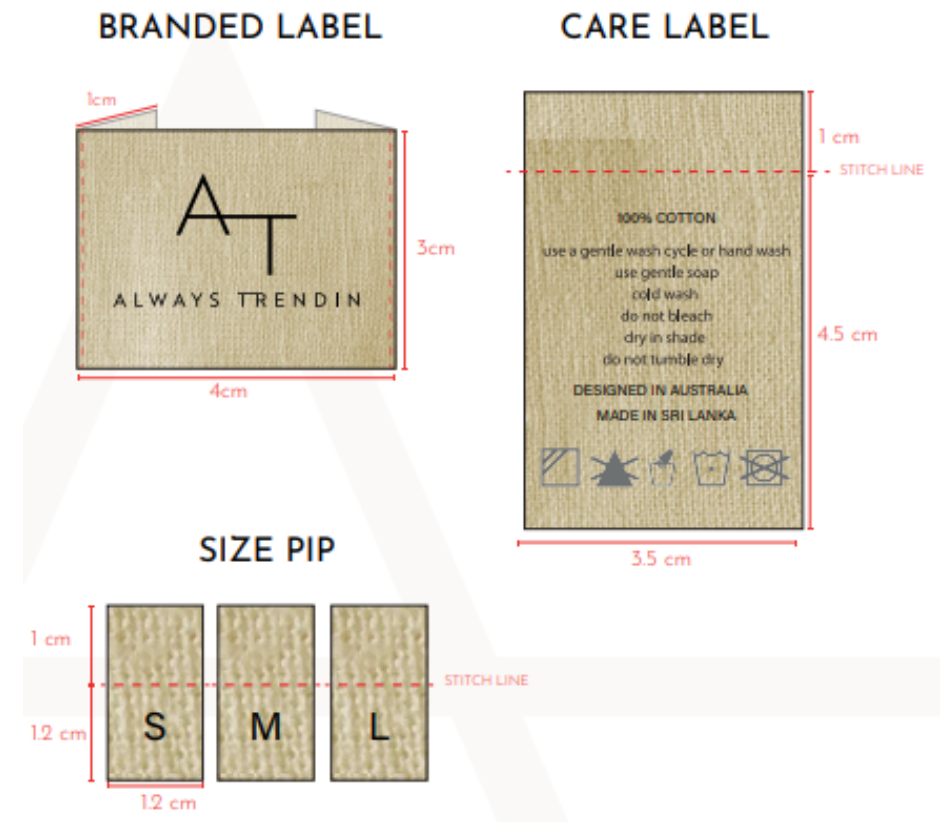 BRANDED LABEL
1cm
AT
ALWAYS TRENDIN
3cm
4cm
CARE LABEL
1 cm
STITCH LINE
100% COTTON
use a gentle wash cycle or hand wash
use gentle soap
cold wash
do not bleach
dry in shade
do not tumble dry
DESIGNED IN AUSTRALIA
MADE IN SRI LANKA
4.5 cm
3.5 cm
SIZE PIP
1 cm
STITCH LINE
S M L
1.2 cm
1.2 cm